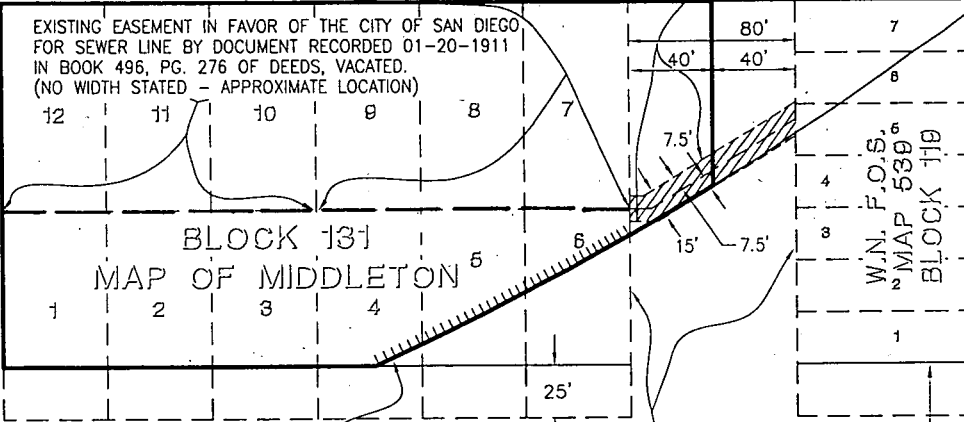 EXISTING EASEMENT IN FAVOR OF THE CITY OF SAN DIEGO
FOR SEWER LINE BY DOCUMENT RECORDED 01-20-1911
IN BOOK 496, PG. 276 OF DEEDS, VACATED.
(NO WIDTH STATED - APPROXIMATE LOCATION)
12 11 10 9 8 7
80'
40' 40'
7.5'
15'
7.5'
BLOCK 131
MAP OF MIDDLETON
1 2 3 4 5 6
25'
7
6
5
4
3
2
1
W.N. F.O.S.
MAP 539
BLOCK 119